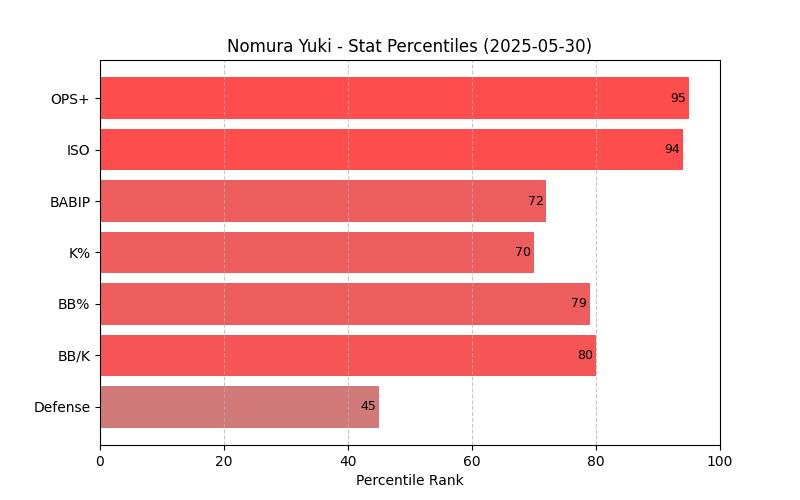 Nomura Yuki - Stat Percentiles (2025-05-30)
OPS+ 95
ISO 94
BABIP 72
K% 70
BB% 79
BB/K 80
Defense 45
0 20 40 60 80 100
Percentile Rank